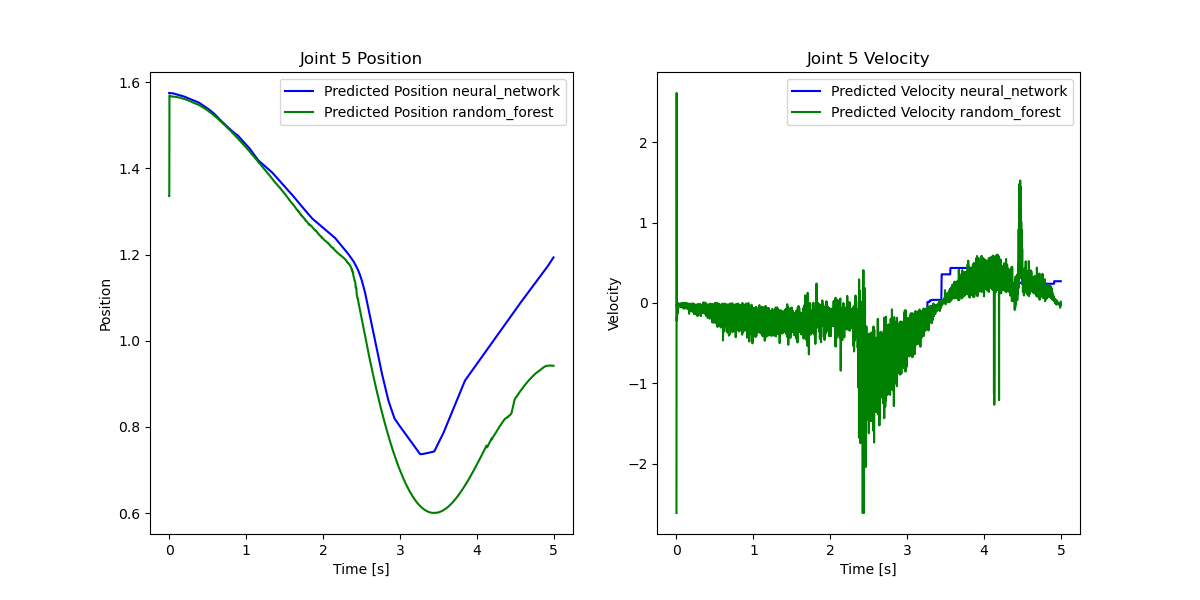 Joint 5 Position
Predicted Position neural_network
Predicted Position random_forest
Position
1.6
1.4
1.2
1.0
0.8
0.6
0 1 2 3 4 5
Time [s]
Joint 5 Velocity
Predicted Velocity neural_network
Predicted Velocity random_forest
Velocity
2
1
0
−1
−2
0 1 2 3 4 5
Time [s]